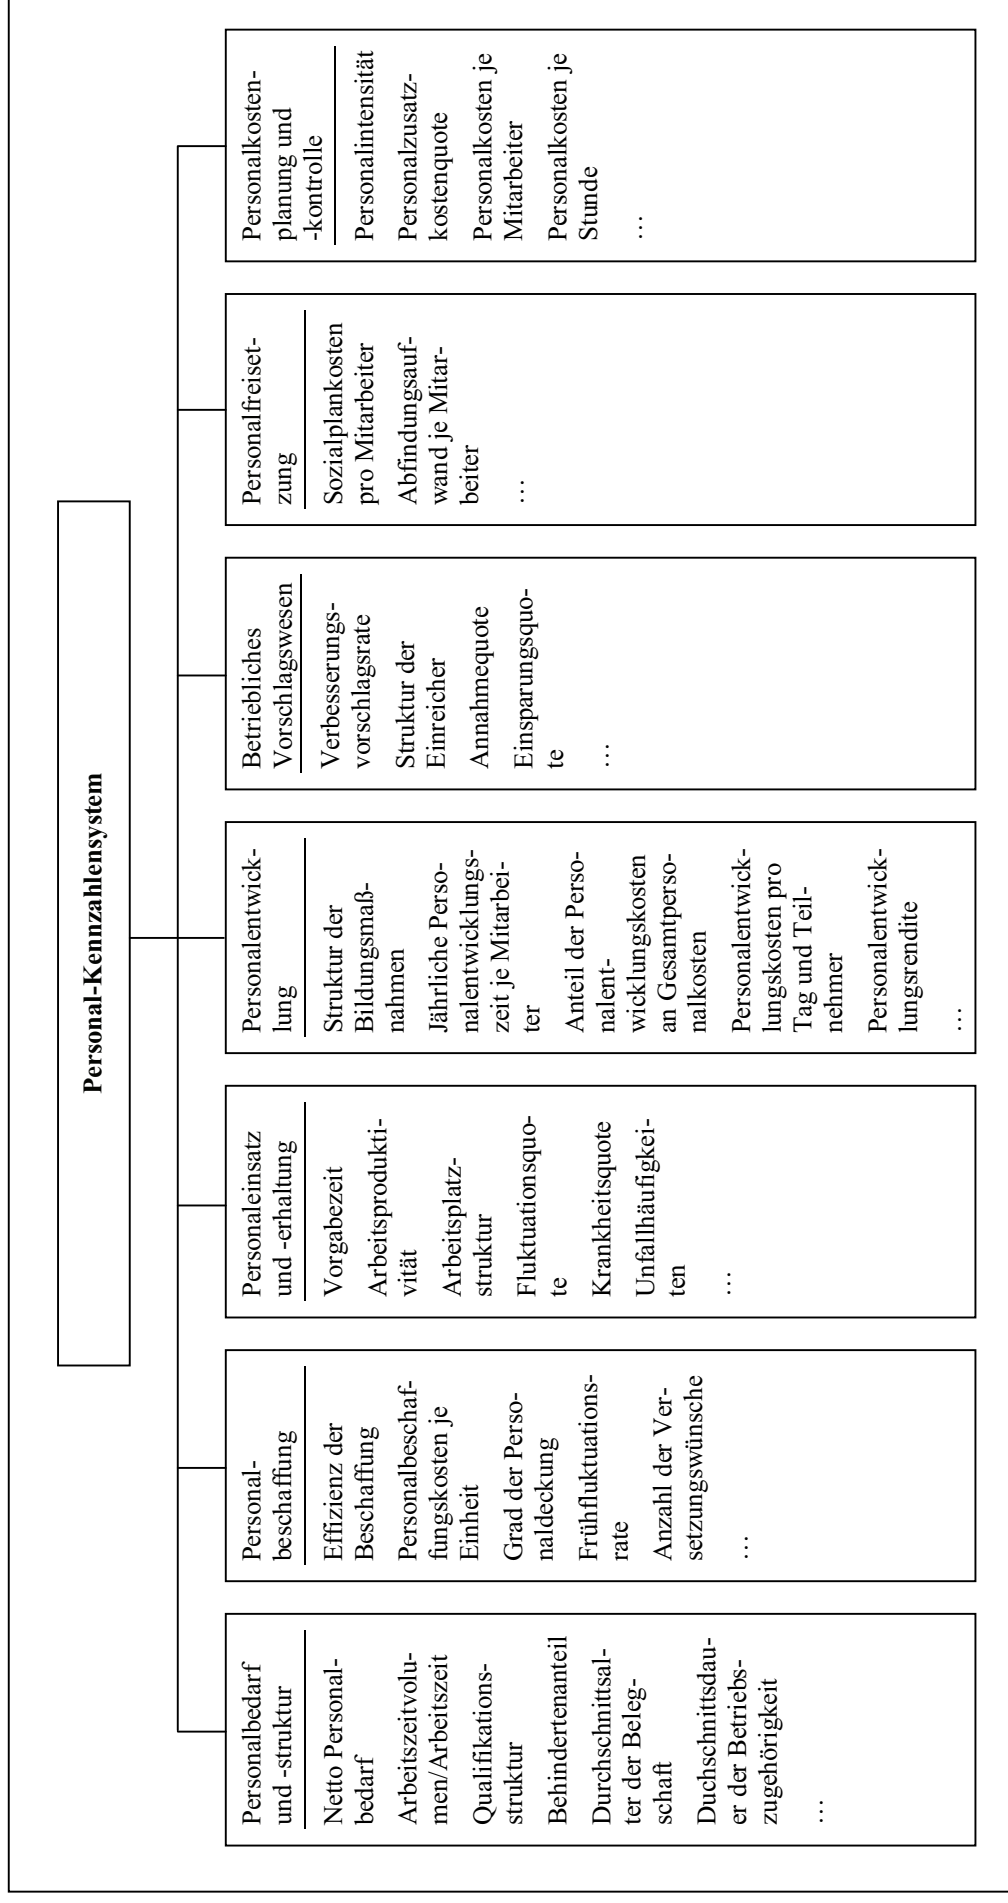 Personal-Kennzahlensystem
Personalbedarf
und -struktur
Netto Personal-
bedarf
Arbeitszeitvolu-
men/Arbeitszeit
Qualifikations-
struktur
Behindertenanteil
Durchschnittsal-
ter der Beleg-
schaft
Duchschnittsdau-
er der Betriebs-
zugehörigkeit
…
Personal-
beschaffung
Effizienz der
Beschaffung
Personalbeschaf-
fungskosten je
Einheit
Grad der Perso-
naldeckung
Frühfluktuations-
rate
Anzahl der Ver-
setzungswünsche
…
Personaleinsatz
und -erhaltung
Vorgabezeit
Arbeitsprodukti-
vität
Arbeitsplatz-
struktur
Fluktuationsquo-
te
Krankheitsquote
Unfallhäufigkei-
ten
…
Personalentwick-
lung
Struktur der
Bildungsmaß-
nahmen
Jährliche Perso-
nalentwicklungs-
zeit je Mitarbei-
ter
Anteil der Perso-
nalent-
wicklungskosten
an Gesamtperso-
nalkosten
Personalentwick-
lungskosten pro
Tag und Teil-
nehmer
Personalentwick-
lungsrendite
…
Betriebliches
Vorschlagswesen
Verbesserungs-
vorschlagsrate
Struktur der
Einreicher
Annahmequote
Einsparungsquo-
te
…
Personalfreiset-
zung
Sozialplankosten
pro Mitarbeiter
Abfindungsauf-
wand je Mitar-
beiter
…
Personalkosten-
planung und
-kontrolle
Personalintensität
Personalzusatz-
kostenquote
Personalkosten je
Mitarbeiter
Personalkosten je
Stunde
…